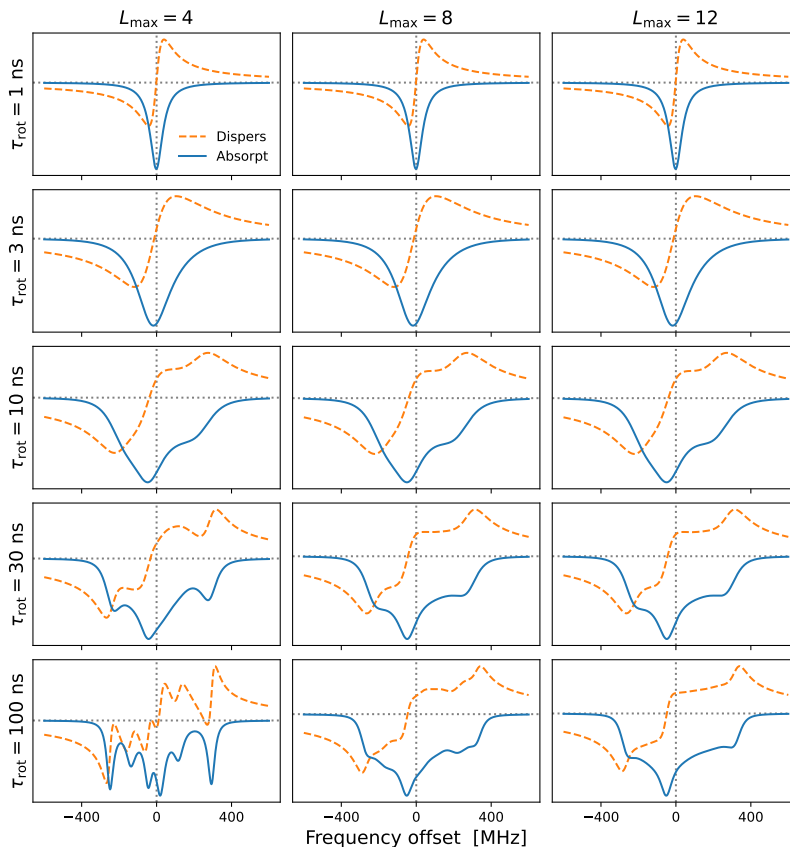 L_max = 4
L_max = 8
L_max = 12
τ_rot = 1 ns
Dispers
Absorpt
τ_rot = 3 ns
τ_rot = 10 ns
τ_rot = 30 ns
τ_rot = 100 ns
−400 0 400
−400 0 400
−400 0 400
Frequency offset [MHz]